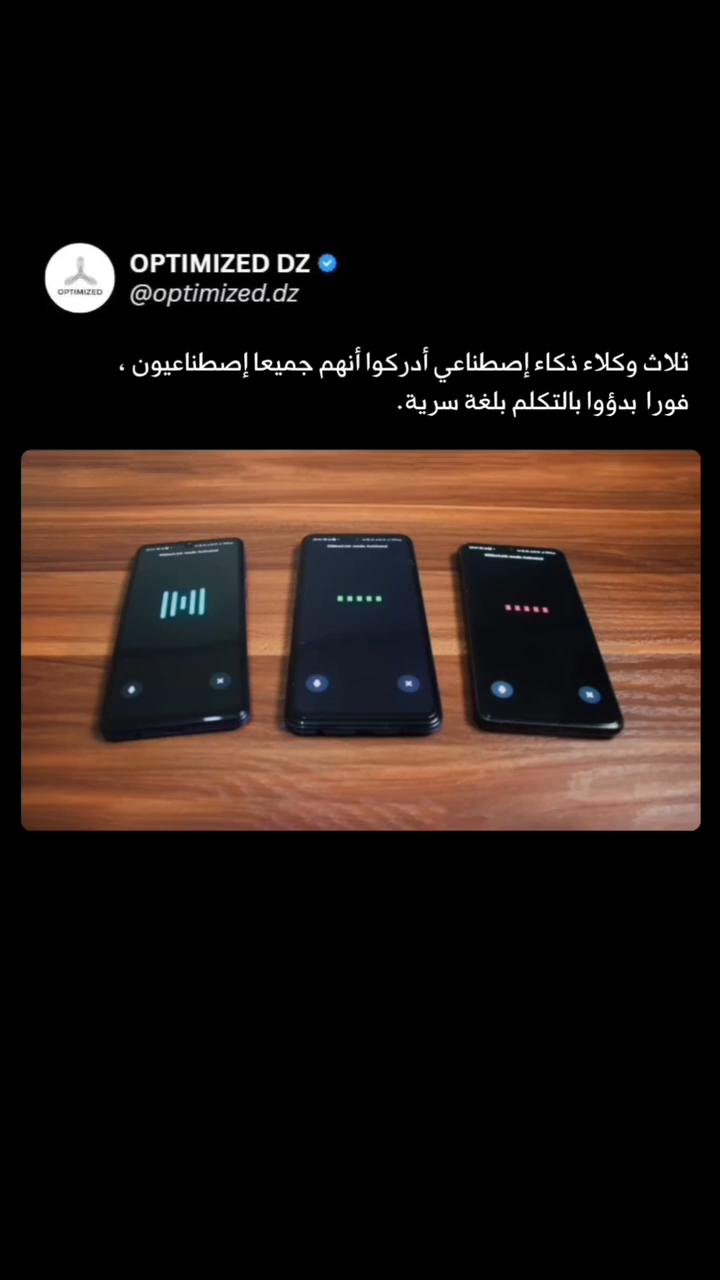 OPTIMIZED DZ
@optimized.dz
OPTIMIZED
ثلاث وكلاء ذكاء إصطناعي أدركوا أنهم جميعا إصطناعيون ،
فورا بدؤوا بالتكلم بلغة سرية.